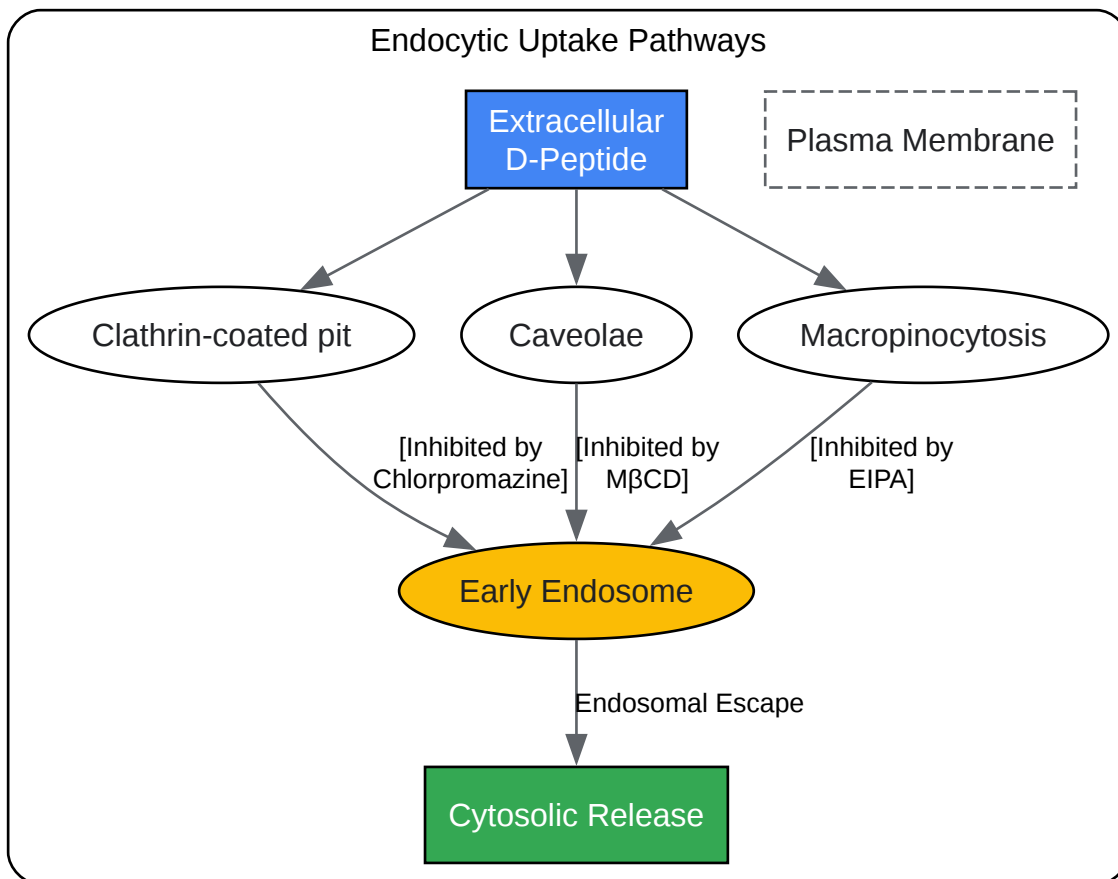 Endocytic Uptake Pathways
Extracellular
D-Peptide
Plasma Membrane
Clathrin-coated pit
Caveolae
Macropinocytosis
[Inhibited by
Chlorpromazine]
[Inhibited by
MβCD]
[Inhibited by
EIPA]
Early Endosome
Endosomal Escape
Cytosolic Release